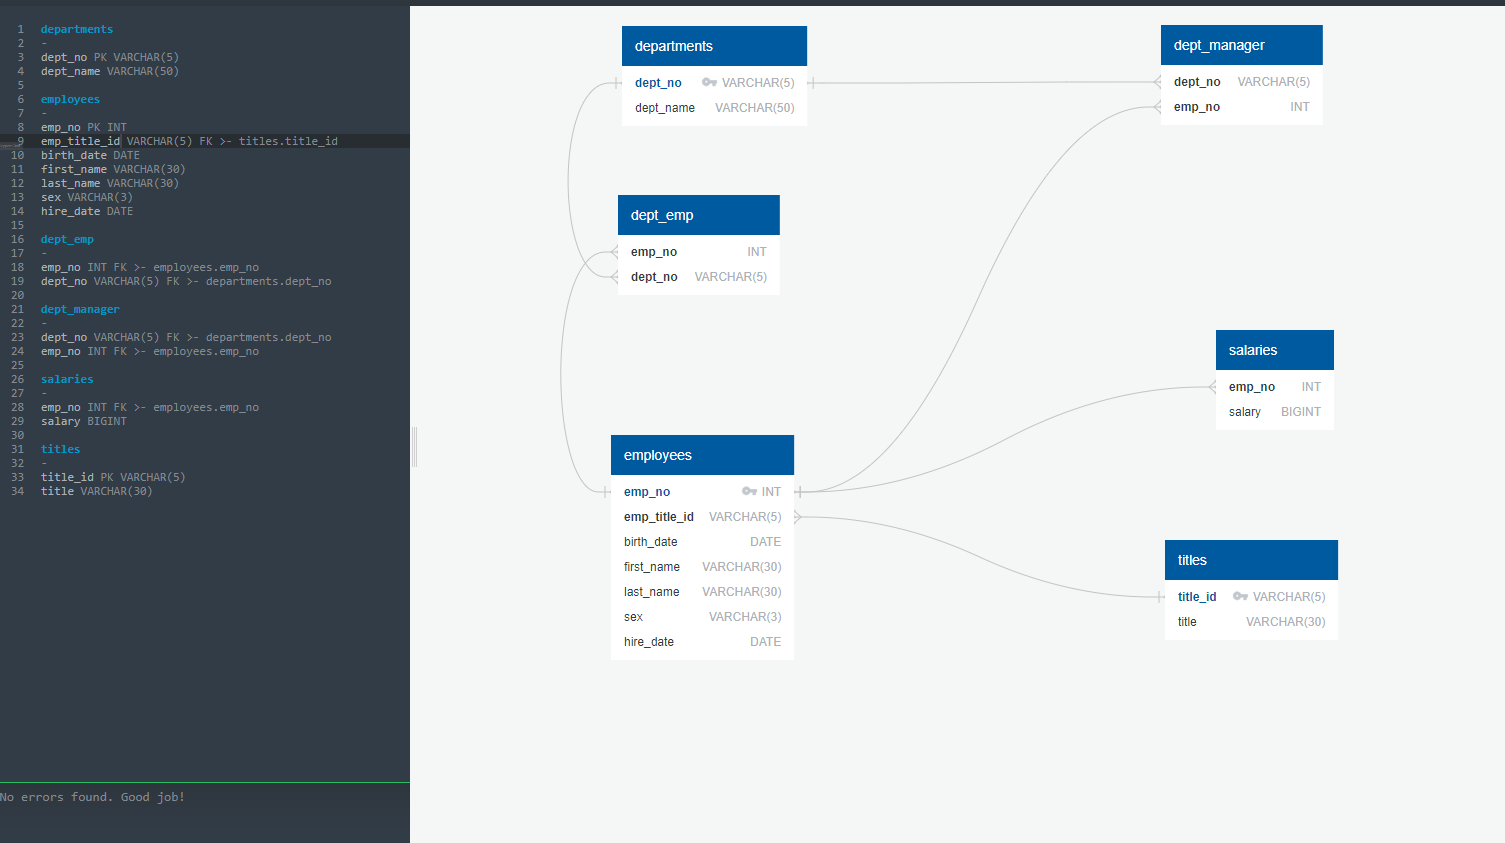 1 departments
2 -
3 dept_no PK VARCHAR(5)
4 dept_name VARCHAR(50)
5
6 employees
7 -
8 emp_no PK INT
9 emp_title_id VARCHAR(5) FK >- titles.title_id
10 birth_date DATE
11 first_name VARCHAR(30)
12 last_name VARCHAR(30)
13 sex VARCHAR(3)
14 hire_date DATE
15
16 dept_emp
17 -
18 emp_no INT FK >- employees.emp_no
19 dept_no VARCHAR(5) FK >- departments.dept_no
20
21 dept_manager
22 -
23 dept_no VARCHAR(5) FK >- departments.dept_no
24 emp_no INT FK >- employees.emp_no
25
26 salaries
27 -
28 emp_no INT FK >- employees.emp_no
29 salary BIGINT
30
31 titles
32 -
33 title_id PK VARCHAR(5)
34 title VARCHAR(30)
No errors found. Good job!
departments
dept_no VARCHAR(5)
dept_name VARCHAR(50)
dept_manager
dept_no VARCHAR(5)
emp_no INT
dept_emp
emp_no INT
dept_no VARCHAR(5)
salaries
emp_no INT
salary BIGINT
employees
emp_no INT
emp_title_id VARCHAR(5)
birth_date DATE
first_name VARCHAR(30)
last_name VARCHAR(30)
sex VARCHAR(3)
hire_date DATE
titles
title_id VARCHAR(5)
title VARCHAR(30)